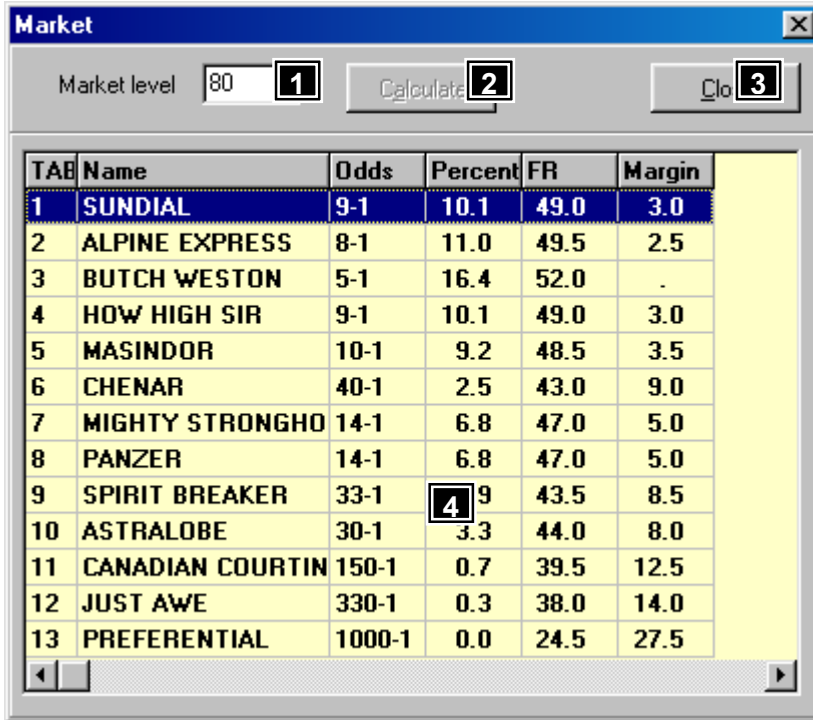 Market
Market level 80 1 Calculate 2 Clo 3
TAB Name Odds Percent FR Margin
1 SUNDIAL 9-1 10.1 49.0 3.0
2 ALPINE EXPRESS 8-1 11.0 49.5 2.5
3 BUTCH WESTON 5-1 16.4 52.0 .
4 HOW HIGH SIR 9-1 10.1 49.0 3.0
5 MASINDOR 10-1 9.2 48.5 3.5
6 CHENAR 40-1 2.5 43.0 9.0
7 MIGHTY STRONGHO 14-1 6.8 47.0 5.0
8 PANZER 14-1 6.8 47.0 5.0
9 SPIRIT BREAKER 33-1 4 9 43.5 8.5
10 ASTRALOBE 30-1 3.3 44.0 8.0
11 CANADIAN COURTIN 150-1 0.7 39.5 12.5
12 JUST AWE 330-1 0.3 38.0 14.0
13 PREFERENTIAL 1000-1 0.0 24.5 27.5